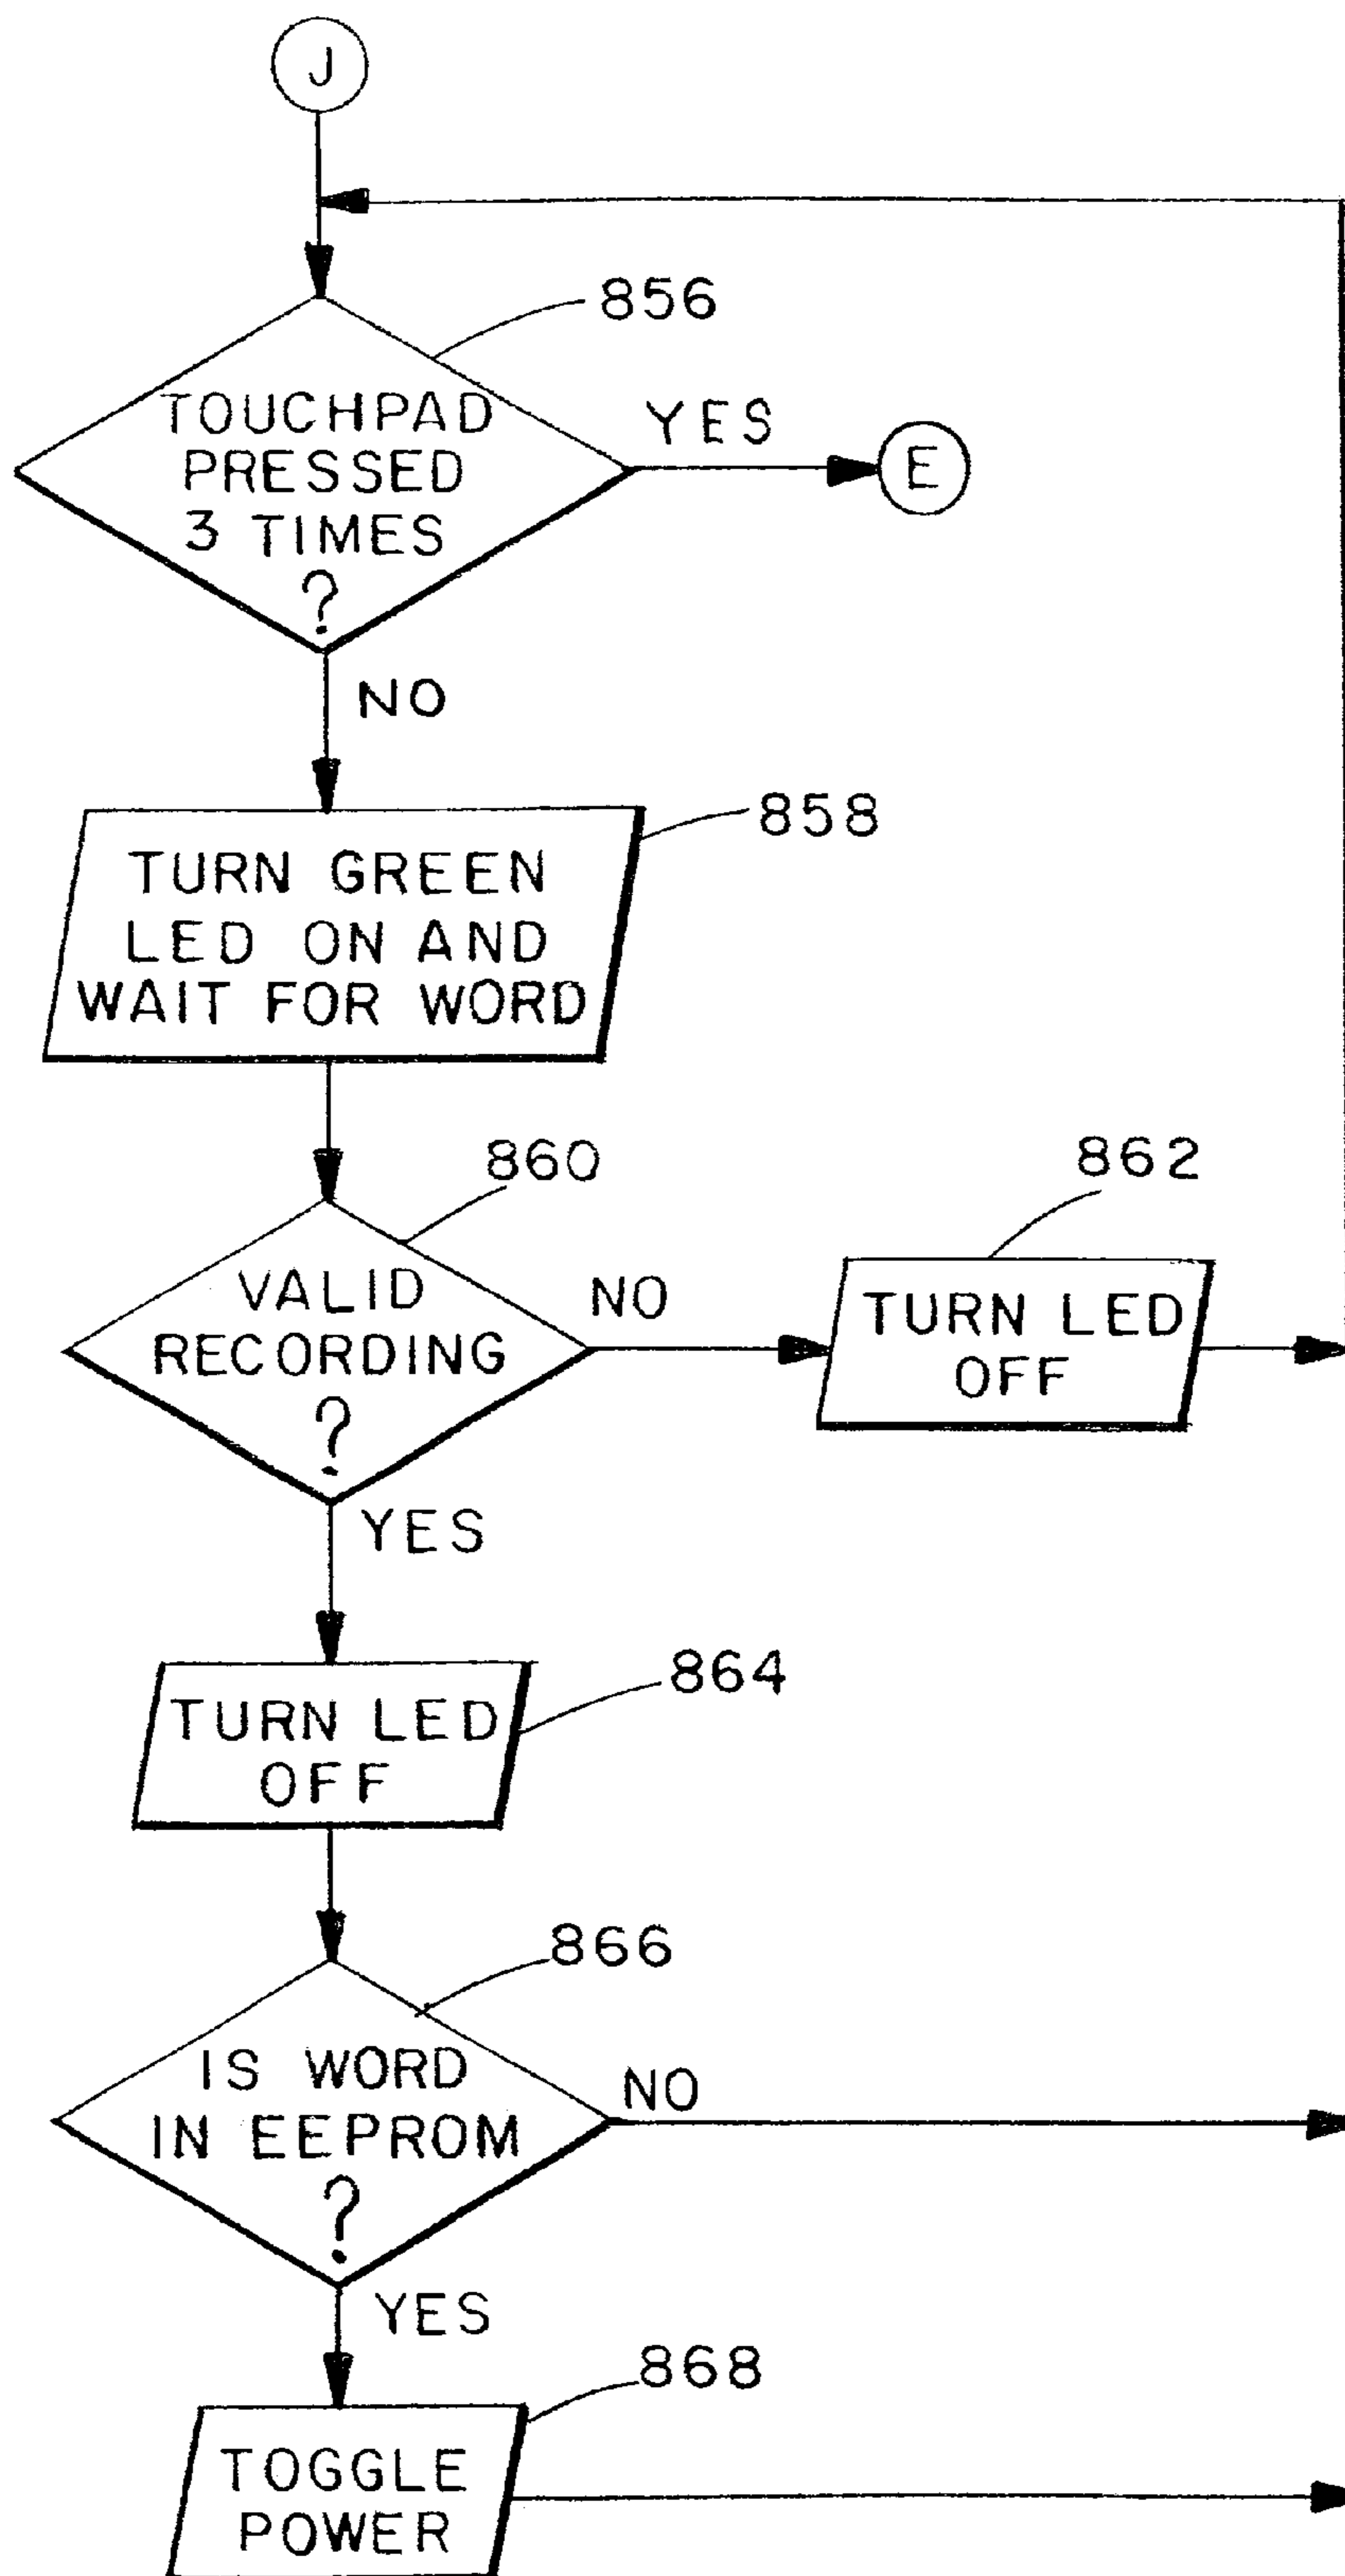 J
856
TOUCHPAD
PRESSED
3 TIMES
?
YES
E
NO
858
TURN GREEN
LED ON AND
WAIT FOR WORD
860
VALID
RECORDING
?
NO
862
TURN LED
OFF
YES
864
TURN LED
OFF
866
IS WORD
IN EEPROM
?
NO
YES
868
TOGGLE
POWER